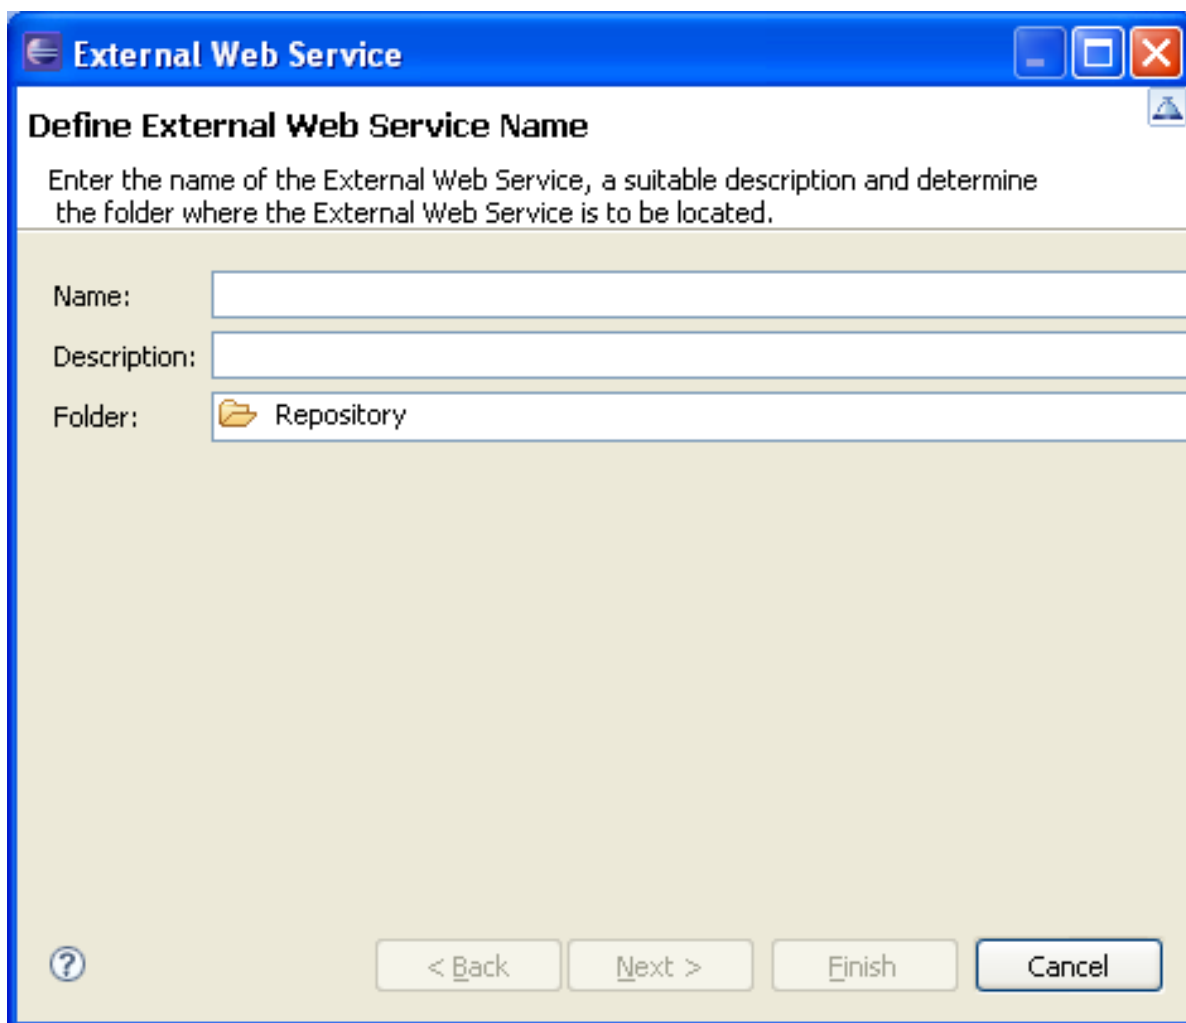 External Web Service
Define External Web Service Name
Enter the name of the External Web Service, a suitable description and determine
the folder where the External Web Service is to be located.
Name:
Description:
Folder: Repository
< Back Next > Finish Cancel